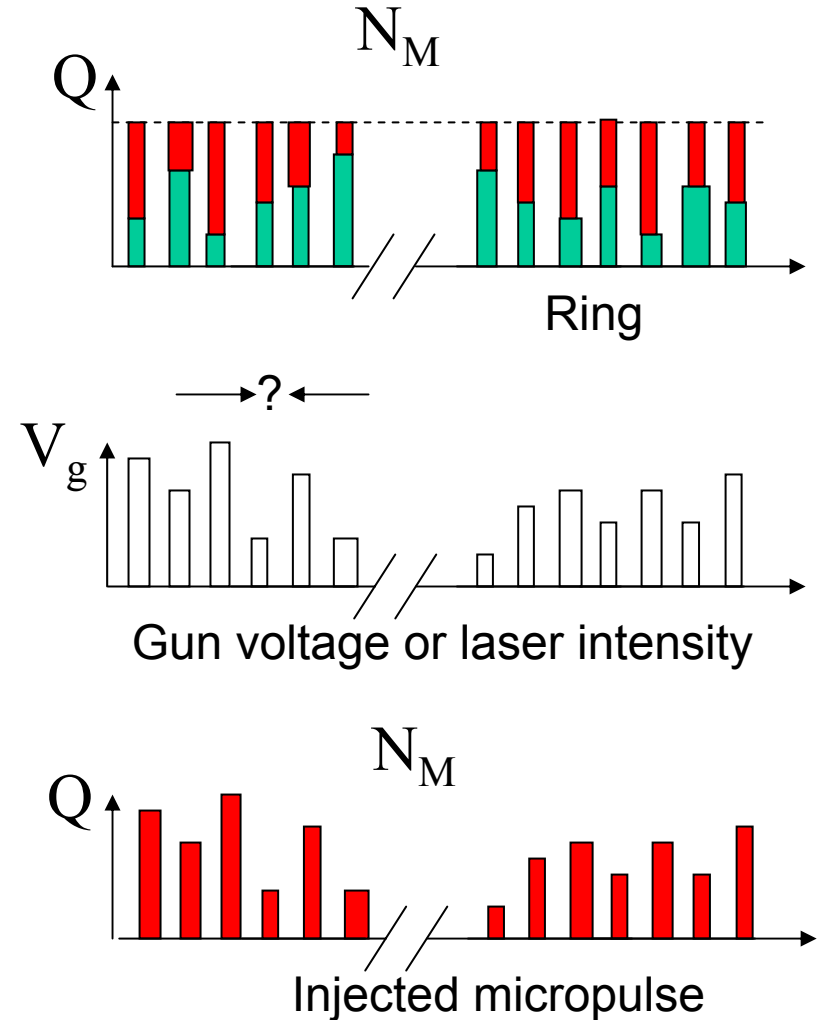 N_M
Q
Ring
?
V_g
Gun voltage or laser intensity
N_M
Q
Injected micropulse